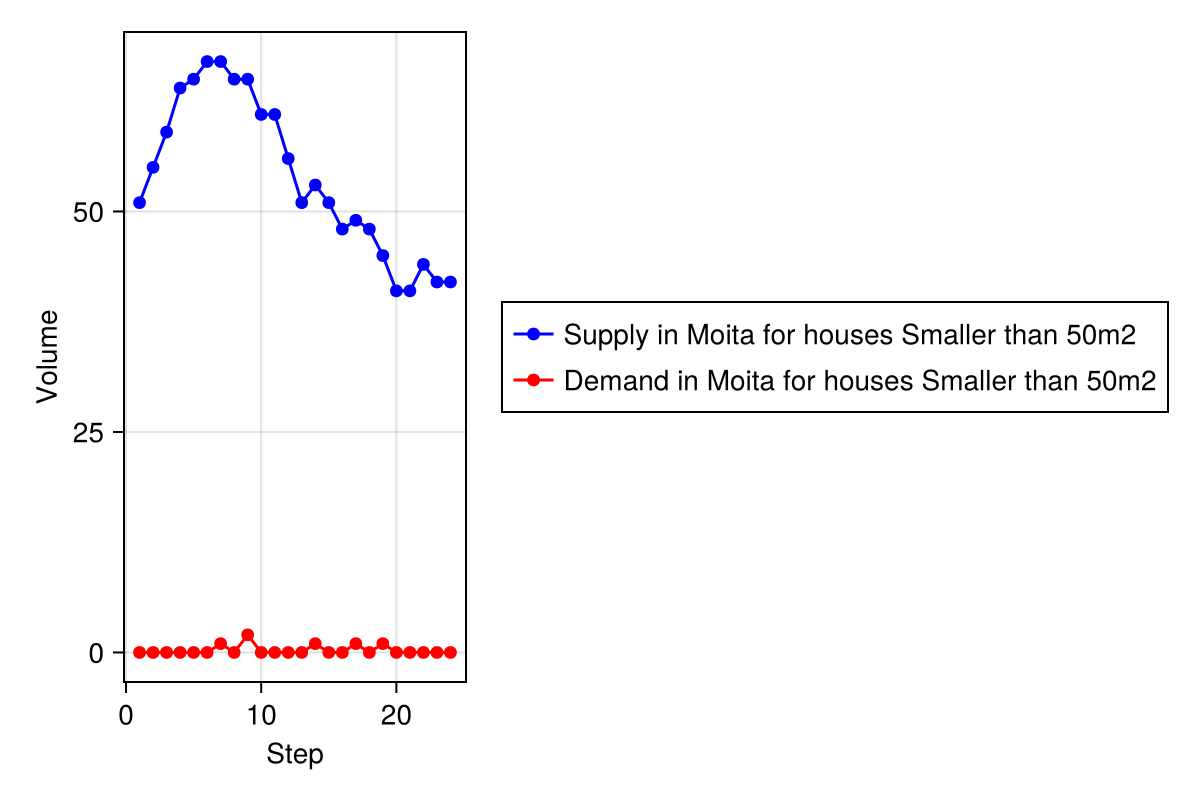 Volume
50
25
0
0
10
20
Step
Supply in Moita for houses Smaller than 50m2
Demand in Moita for houses Smaller than 50m2